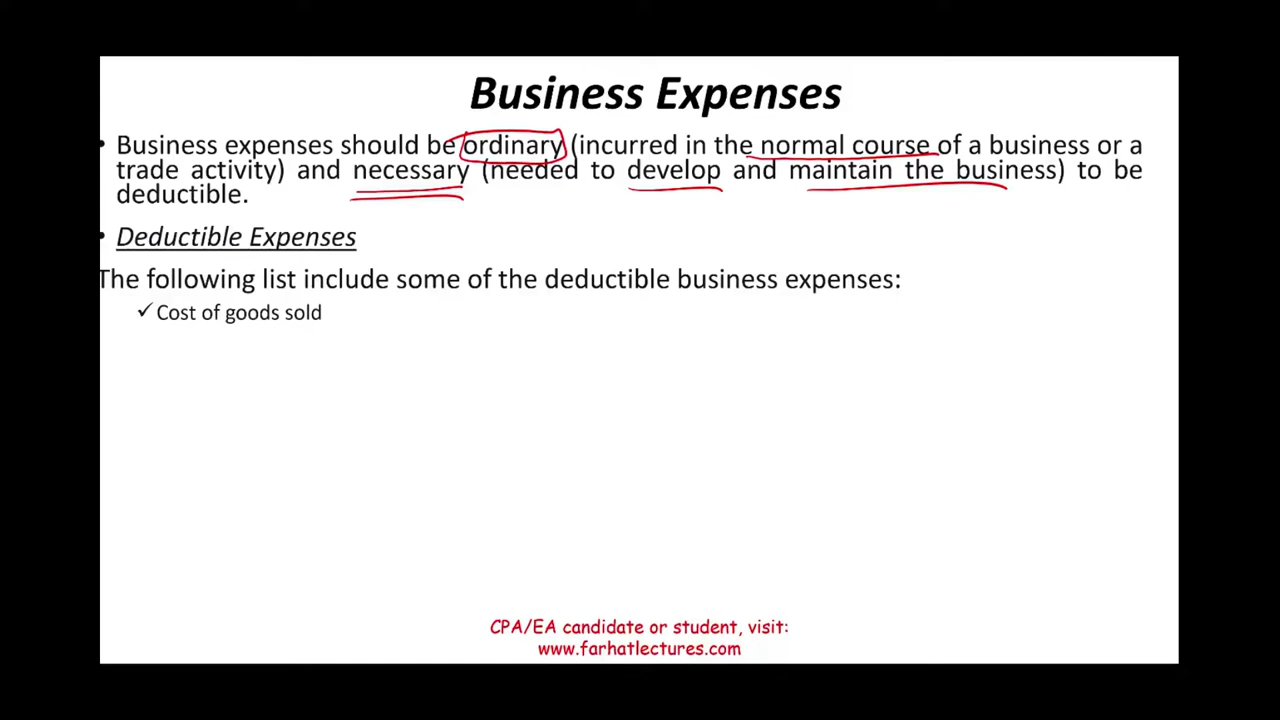 Business Expenses
• Business expenses should be ordinary (incurred in the normal course of a business or a
trade activity) and necessary (needed to develop and maintain the business) to be
deductible.
• Deductible Expenses
The following list include some of the deductible business expenses:
✓ Cost of goods sold
CPA/EA candidate or student, visit:
www.farhatlectures.com